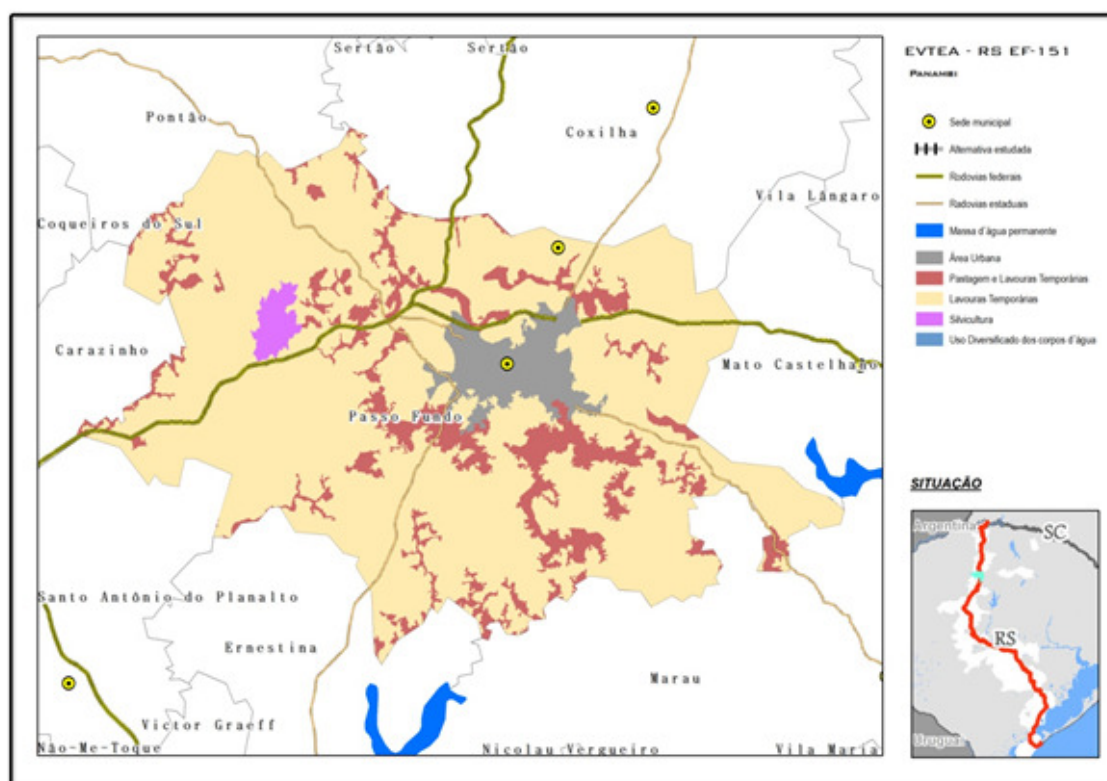 Sertão
Sertão
Pontão
Coxilha
Vila Lângaro
Coqueiros do Sul
Carazinho
Mato Castelhano
Passo Fundo
Santo Antônio do Planalto
Ernestina
Marau
Victor Graeff
Não-Me-Toque
Nicolau Vergueiro
Vila Maria
EVTEA - RS EF-151
PANAMBI
Sede municipal
Alternativa estudada
Rodovias federais
Radovias estaduais
Massa d´água permanente
Área Urbana
Pastagem e Lavouras Temporárias
Lavouras Temporárias
Silvicultura
Uso Diversificado dos corpos d´água
SITUAÇÃO
Argentina
SC
RS
Uruguai